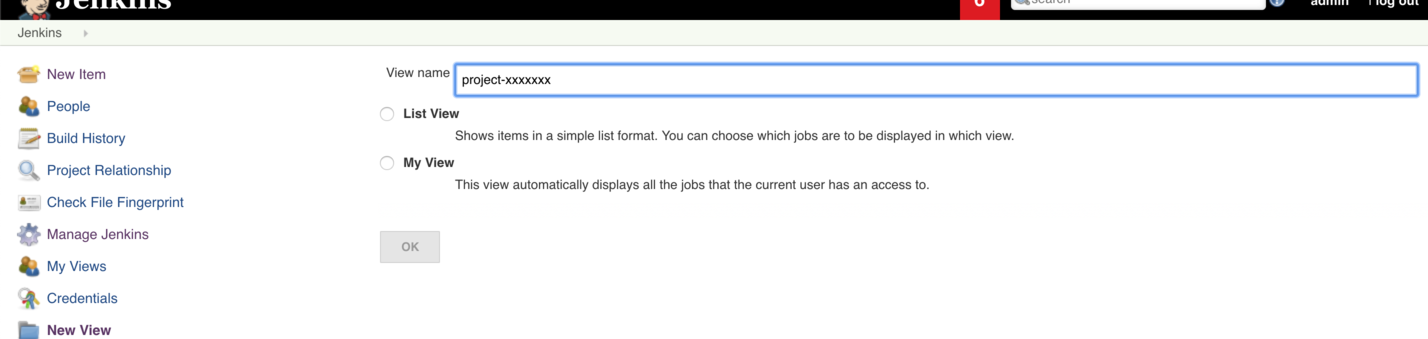 Jenkins
6
search
admin
log out
Jenkins
New Item
People
Build History
Project Relationship
Check File Fingerprint
Manage Jenkins
My Views
Credentials
New View
View name
project-xxxxxxx
List View
Shows items in a simple list format. You can choose which jobs are to be displayed in which view.
My View
This view automatically displays all the jobs that the current user has an access to.
OK